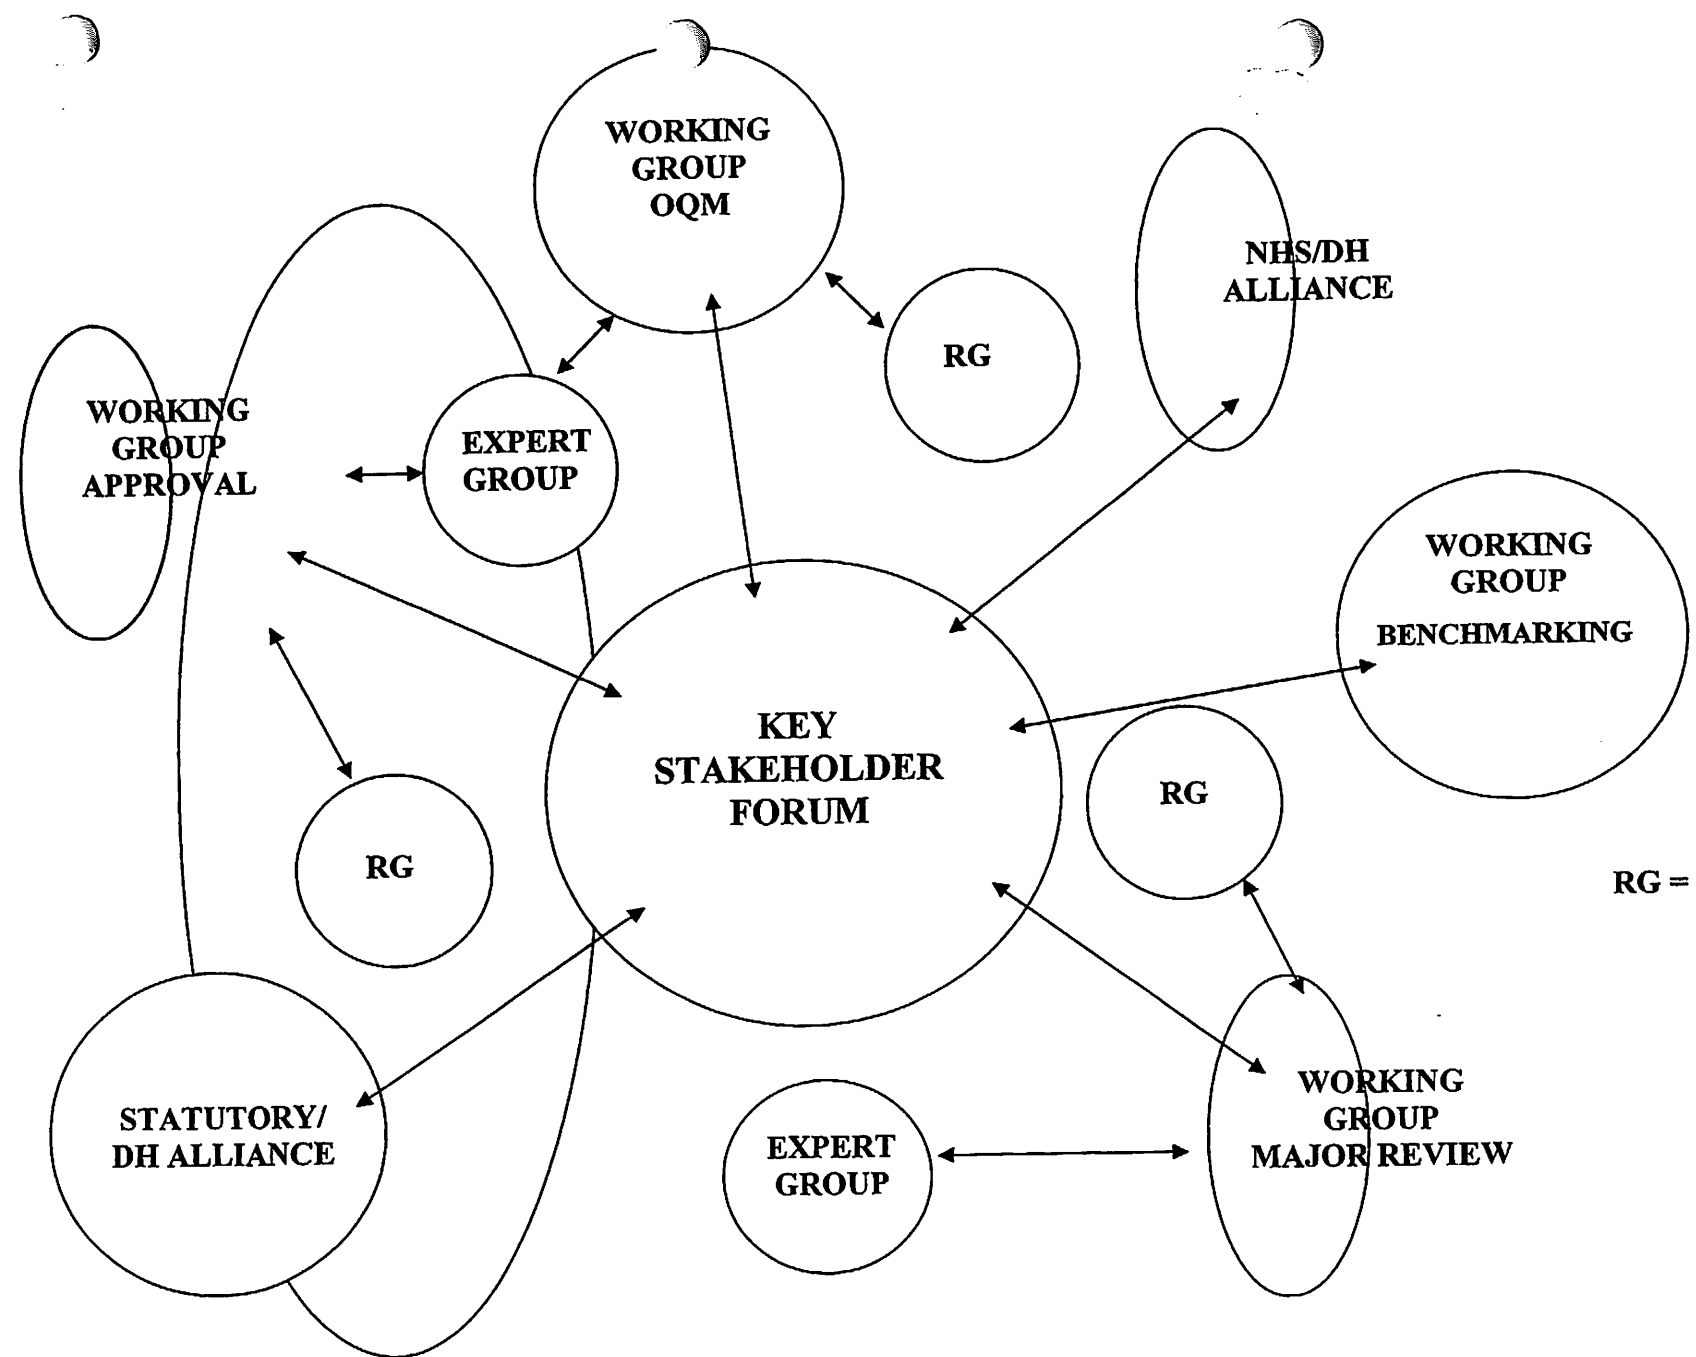 WORKING
GROUP
OQM
NHS/DH
ALLIANCE
RG
WORKING
GROUP
APPROVAL
EXPERT
GROUP
WORKING
GROUP
BENCHMARKING
KEY
STAKEHOLDER
FORUM
RG
RG
RG =
STATUTORY/
DH ALLIANCE
EXPERT
GROUP
WORKING
GROUP
MAJOR REVIEW